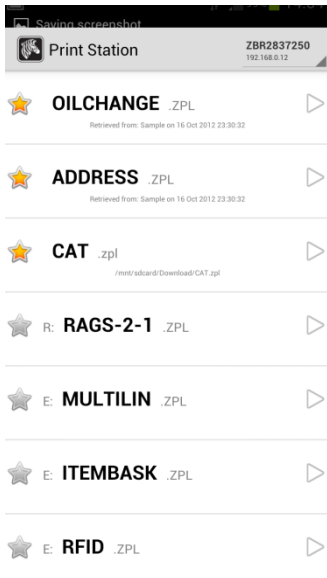 Saving screenshot
Print Station
ZBR2837250
192.168.0.12
OILCHANGE .ZPL
Retrieved from: Sample on 16 Oct 2012 23:30:32
ADDRESS .ZPL
Retrieved from: Sample on 16 Oct 2012 23:30:32
CAT .zpl
/mnt/sdcard/Download/CAT.zpl
R: RAGS-2-1 .ZPL
E: MULTILIN .ZPL
E: ITEMBASK .ZPL
E: RFID .ZPL